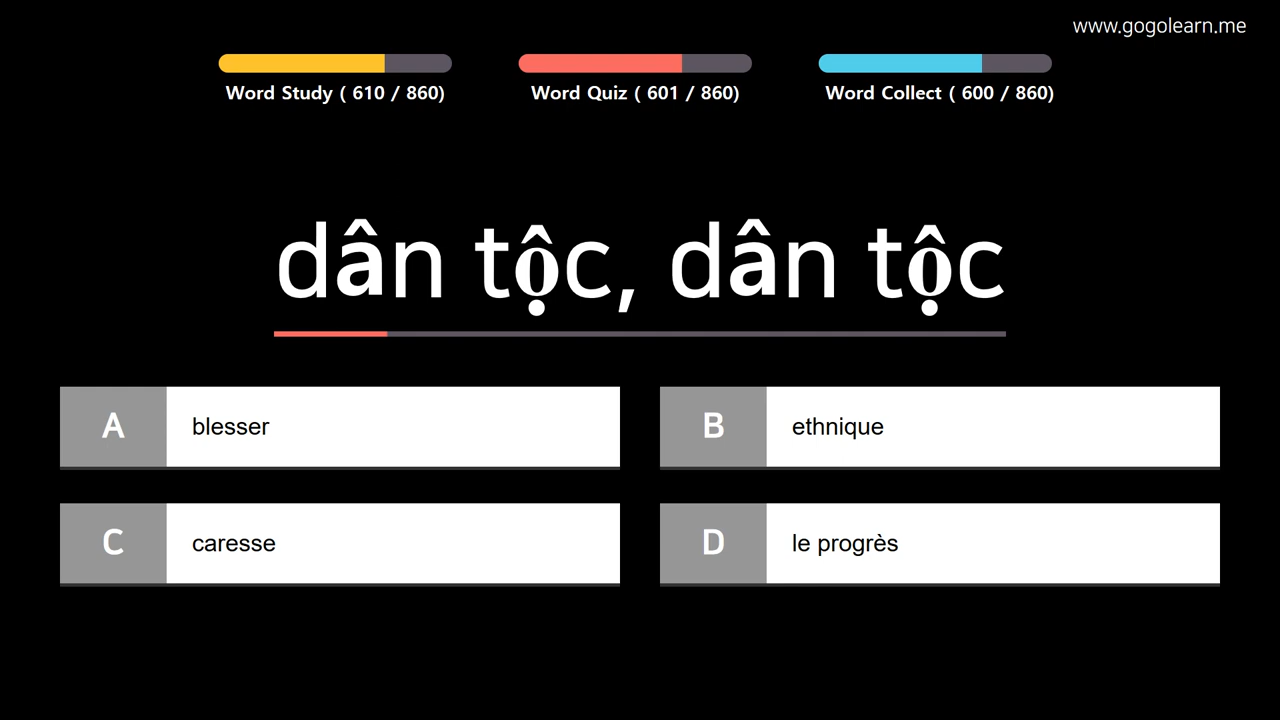 www.gogolearn.me
Word Study ( 610 / 860)
Word Quiz ( 601 / 860)
Word Collect ( 600 / 860)
dân tộc, dân tộc
A blesser
B ethnique
C caresse
D le progrès